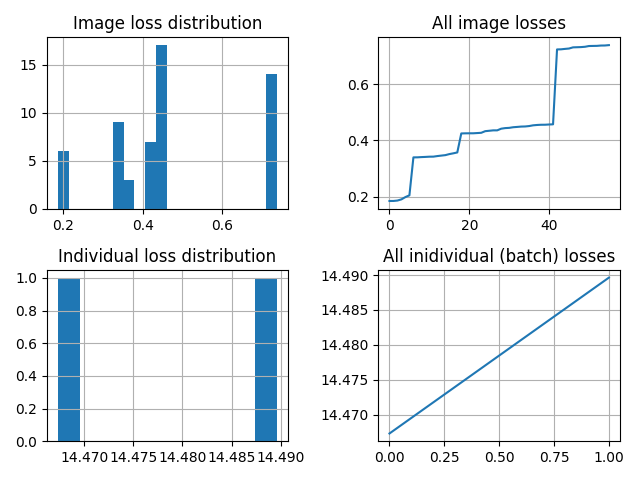 Image loss distribution
15
10
5
0
0.2 0.4 0.6
All image losses
0.6
0.4
0.2
0 20 40
Individual loss distribution
1.0
0.8
0.6
0.4
0.2
0.0
14.470 14.475 14.480 14.485 14.490
All inidividual (batch) losses
14.490
14.485
14.480
14.475
14.470
0.00 0.25 0.50 0.75 1.00